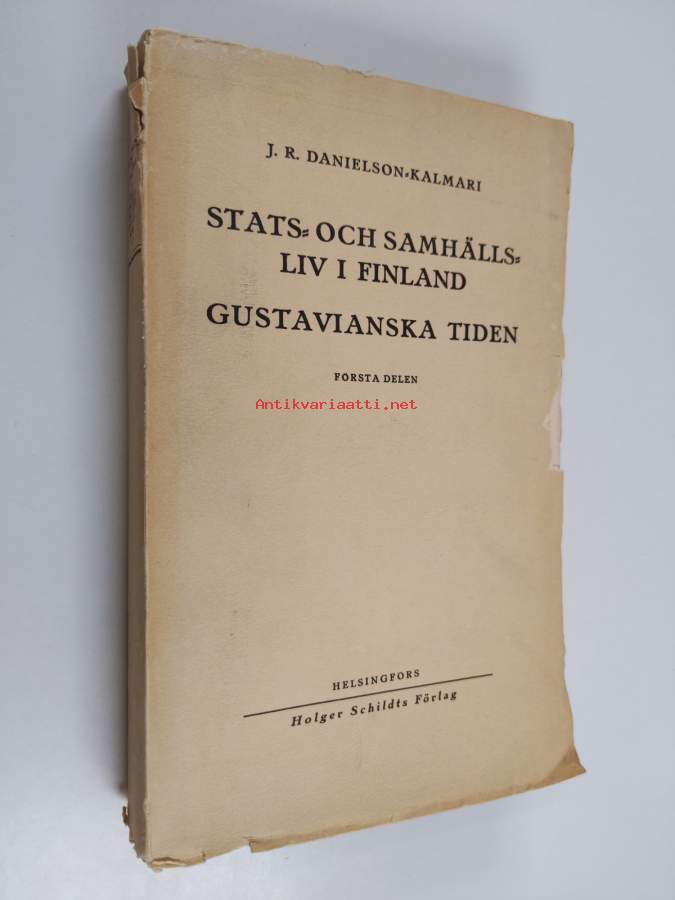 J. R. DANIELSON-KALMARI
STATS- OCH SAMHÄLLS-
LIV I FINLAND
GUSTAVIANSKA TIDEN
FÖRSTA DELEN
Antikvariaatti.net
HELSINGFORS
Holger Schildts Förlag